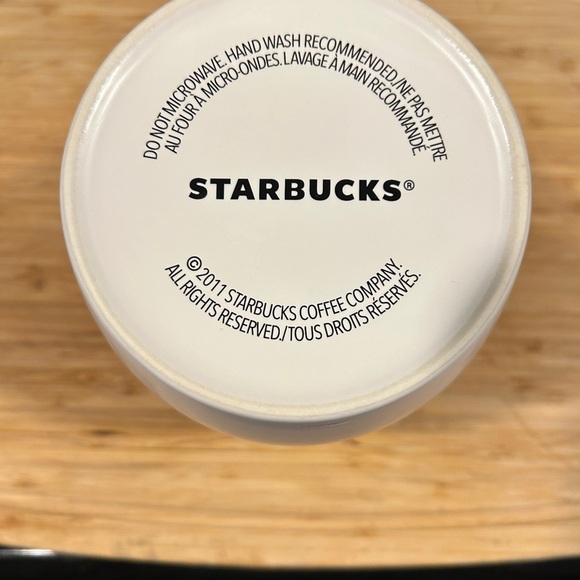 DO NOT MICROWAVE. HAND WASH RECOMMENDED./NE PAS METTRE
AU FOUR À MICRO-ONDES. LAVAGE À MAIN RECOMMANDÉ.
STARBUCKS®
© 2011 STARBUCKS COFFEE COMPANY.
ALL RIGHTS RESERVED./TOUS DROITS RÉSERVÉS.